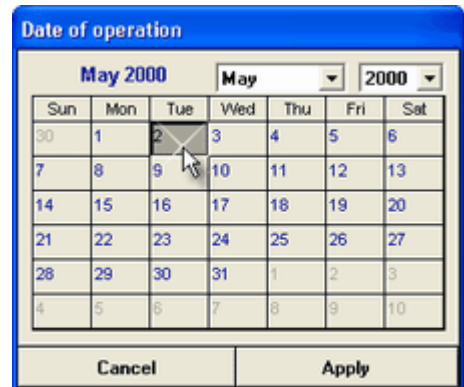 Date of operation
May 2000 May 2000
Sun Mon Tue Wed Thu Fri Sat
30 1 2 3 4 5 6
7 8 9 10 11 12 13
14 15 16 17 18 19 20
21 22 23 24 25 26 27
28 29 30 31 1 2 3
4 5 6 7 8 9 10
Cancel Apply